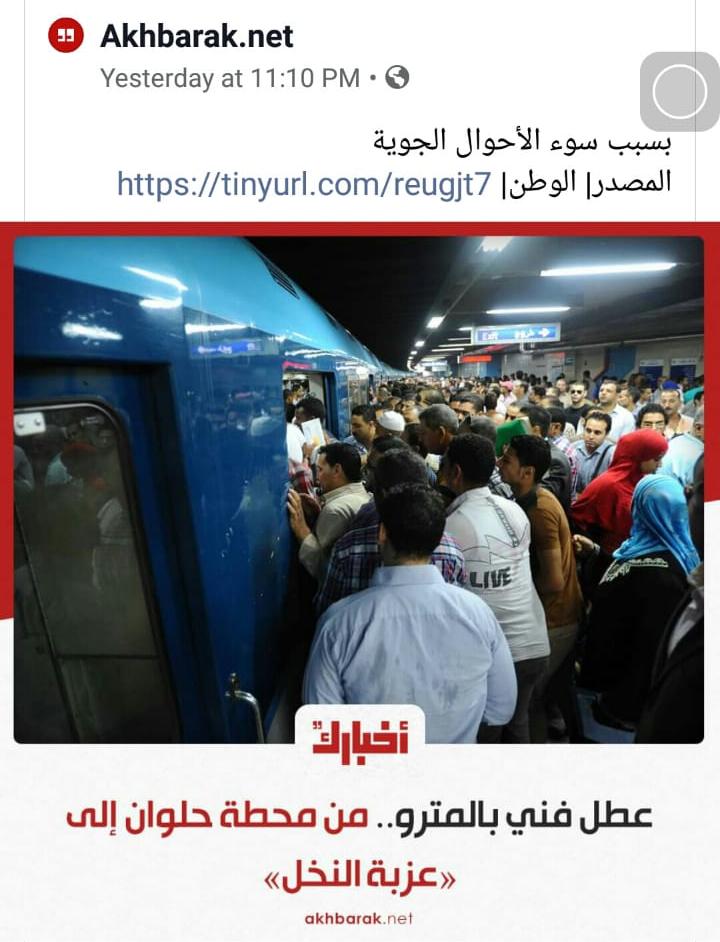 Akhbarak.net
Yesterday at 11:10 PM •
بسبب سوء الأحوال الجوية
المصدر| الوطن| https://tinyurl.com/reugjt7
Exit خروج
LIVE
أخبارك
عطل فني بالمترو.. من محطة حلوان إلى
«عزبة النخل»
akhbarak.net